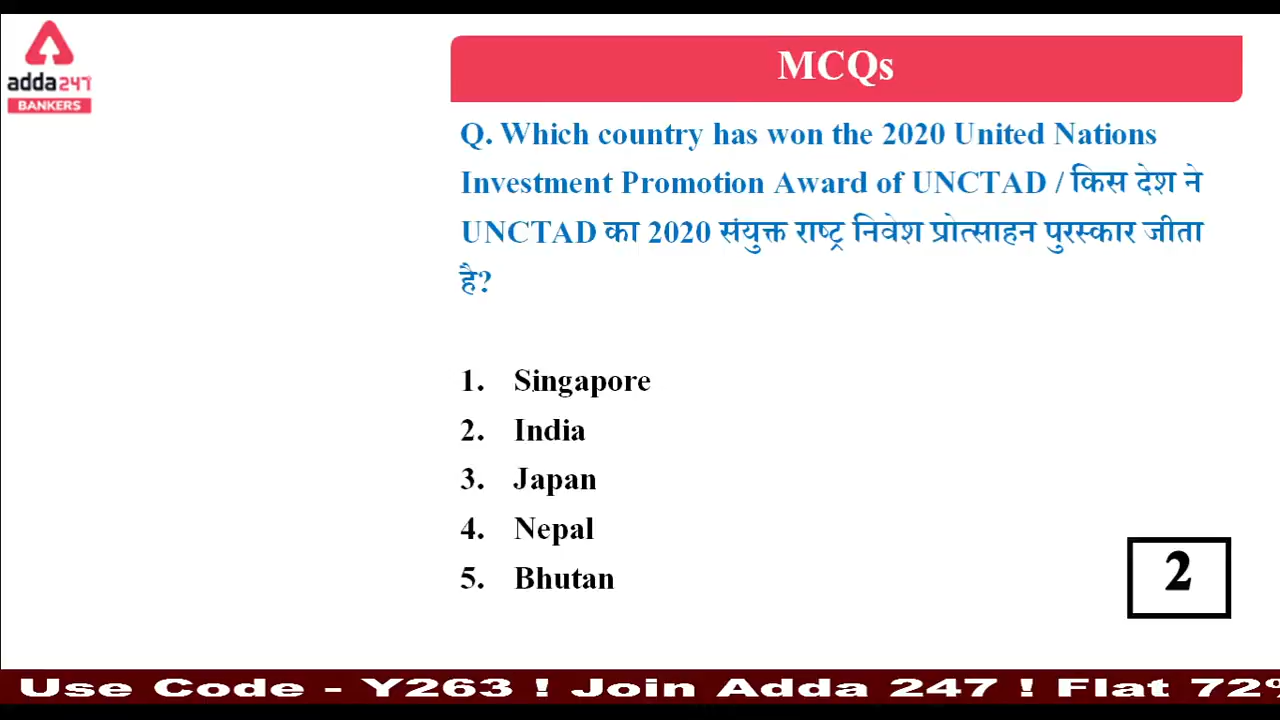 adda247
BANKERS
MCQs
Q. Which country has won the 2020 United Nations
Investment Promotion Award of UNCTAD / किस देश ने
UNCTAD का 2020 संयुक्त राष्ट्र निवेश प्रोत्साहन पुरस्कार जीता
है?
1. Singapore
2. India
3. Japan
4. Nepal
5. Bhutan
2
Use Code - Y263 ! Join Adda 247 ! Flat 72%